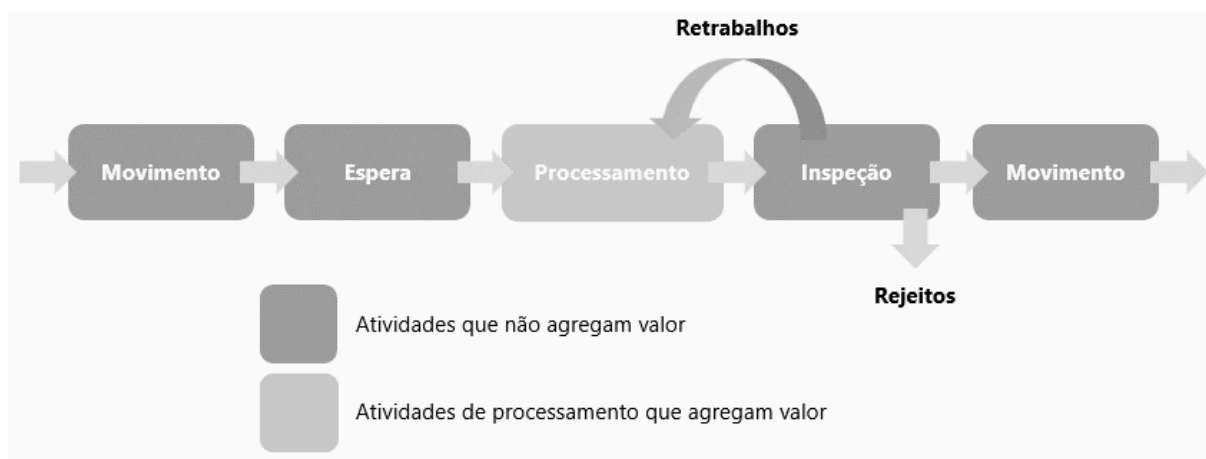 Retrabalhos
Movimento
Espera
Processamento
Inspeção
Movimento
Rejeitos
Atividades que não agregam valor
Atividades de processamento que agregam valor